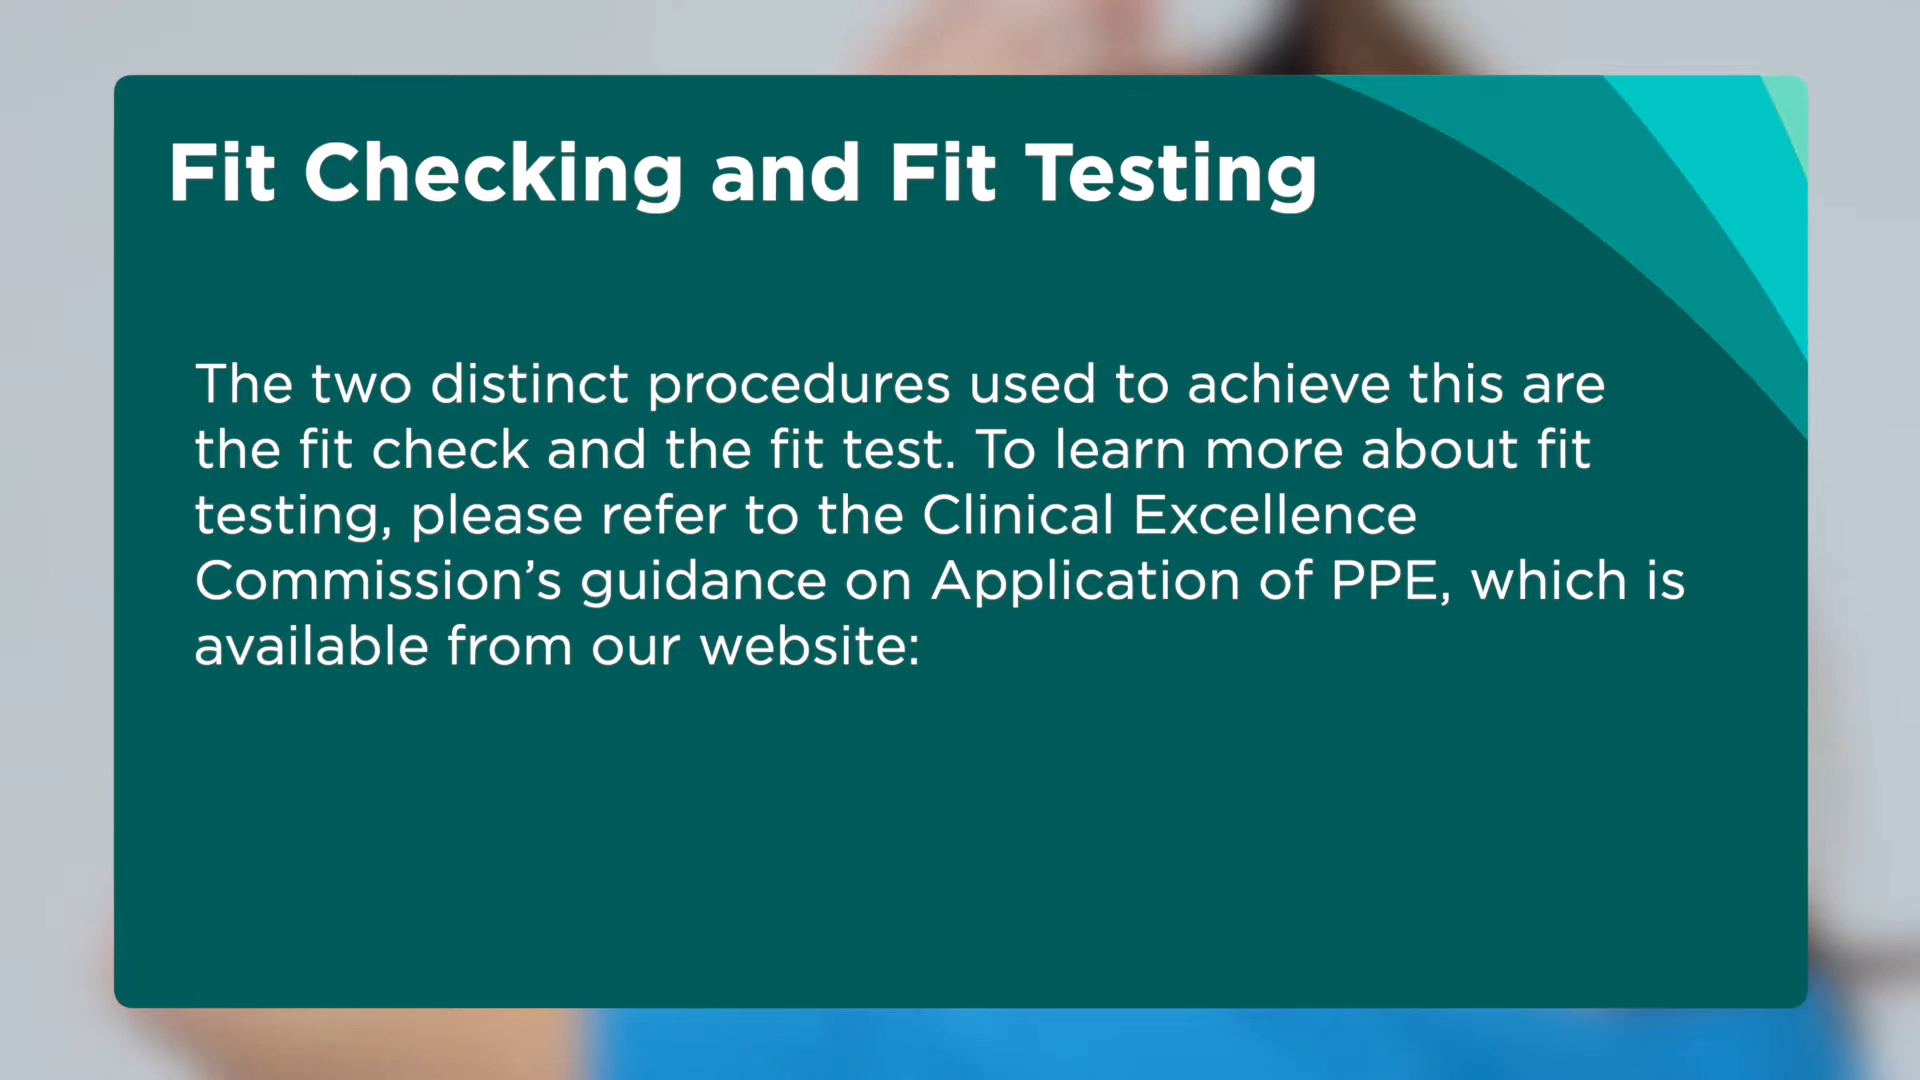 Fit Checking and Fit Testing
The two distinct procedures used to achieve this are
the fit check and the fit test. To learn more about fit
testing, please refer to the Clinical Excellence
Commission’s guidance on Application of PPE, which is
available from our website: